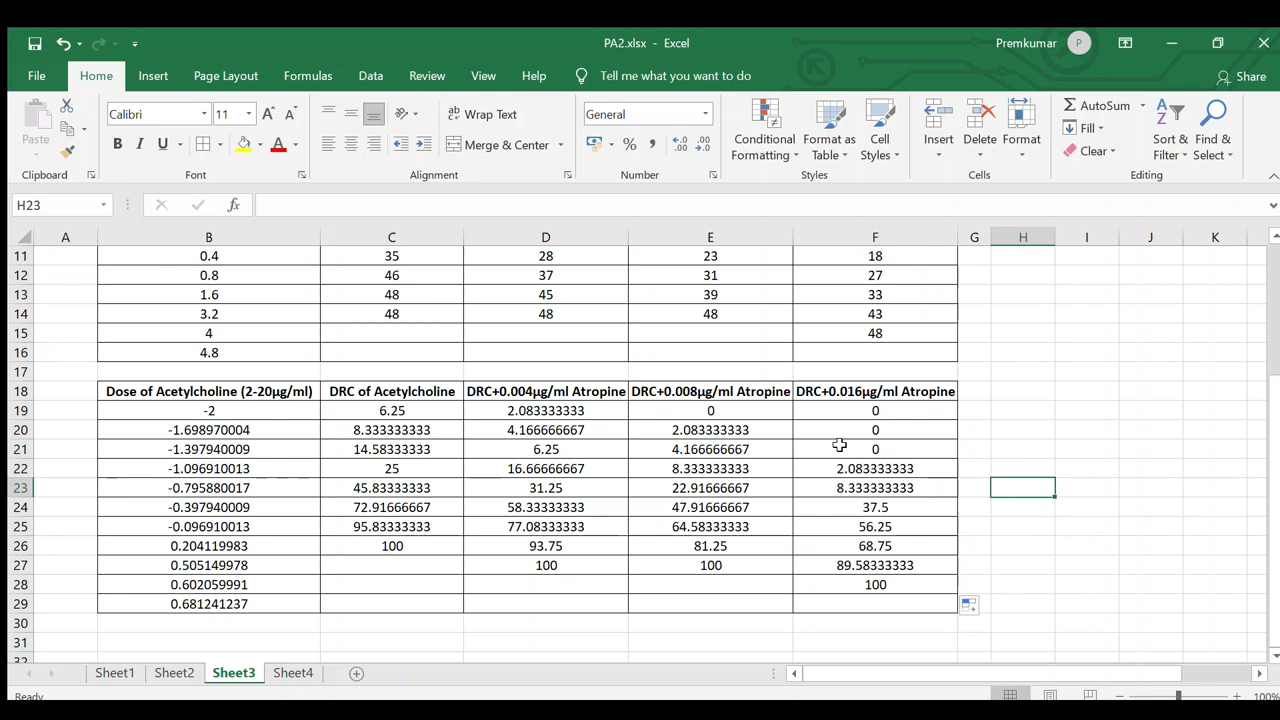 PA2.xlsx - Excel
Premkumar P
File Home Insert Page Layout Formulas Data Review View Help Tell me what you want to do Share
Paste Calibri 11 A A ab Wrap Text General Conditional Formatting Format as Table Cell Styles Insert Delete Format AutoSum Sort & Filter Find & Select
B I U A Merge & Center % , Fill Clear
Clipboard Font Alignment Number Styles Cells Editing
H23 fx
A B C D E F G H I J K
11 0.4 35 28 23 18
12 0.8 46 37 31 27
13 1.6 48 45 39 33
14 3.2 48 48 48 43
15 4 48
16 4.8
17
18 Dose of Acetylcholine (2-20µg/ml) DRC of Acetylcholine DRC+0.004µg/ml Atropine DRC+0.008µg/ml Atropine DRC+0.016µg/ml Atropine
19 -2 6.25 2.083333333 0 0
20 -1.698970004 8.333333333 4.166666667 2.083333333 0
21 -1.397940009 14.58333333 6.25 4.166666667 0
22 -1.096910013 25 16.66666667 8.333333333 2.083333333
23 -0.795880017 45.83333333 31.25 22.91666667 8.333333333
24 -0.397940009 72.91666667 58.33333333 47.91666667 37.5
25 -0.096910013 95.83333333 77.08333333 64.58333333 56.25
26 0.204119983 100 93.75 81.25 68.75
27 0.505149978 100 100 89.58333333
28 0.602059991 100
29 0.681241237
30
31
32
Sheet1 Sheet2 Sheet3 Sheet4
Ready 100%